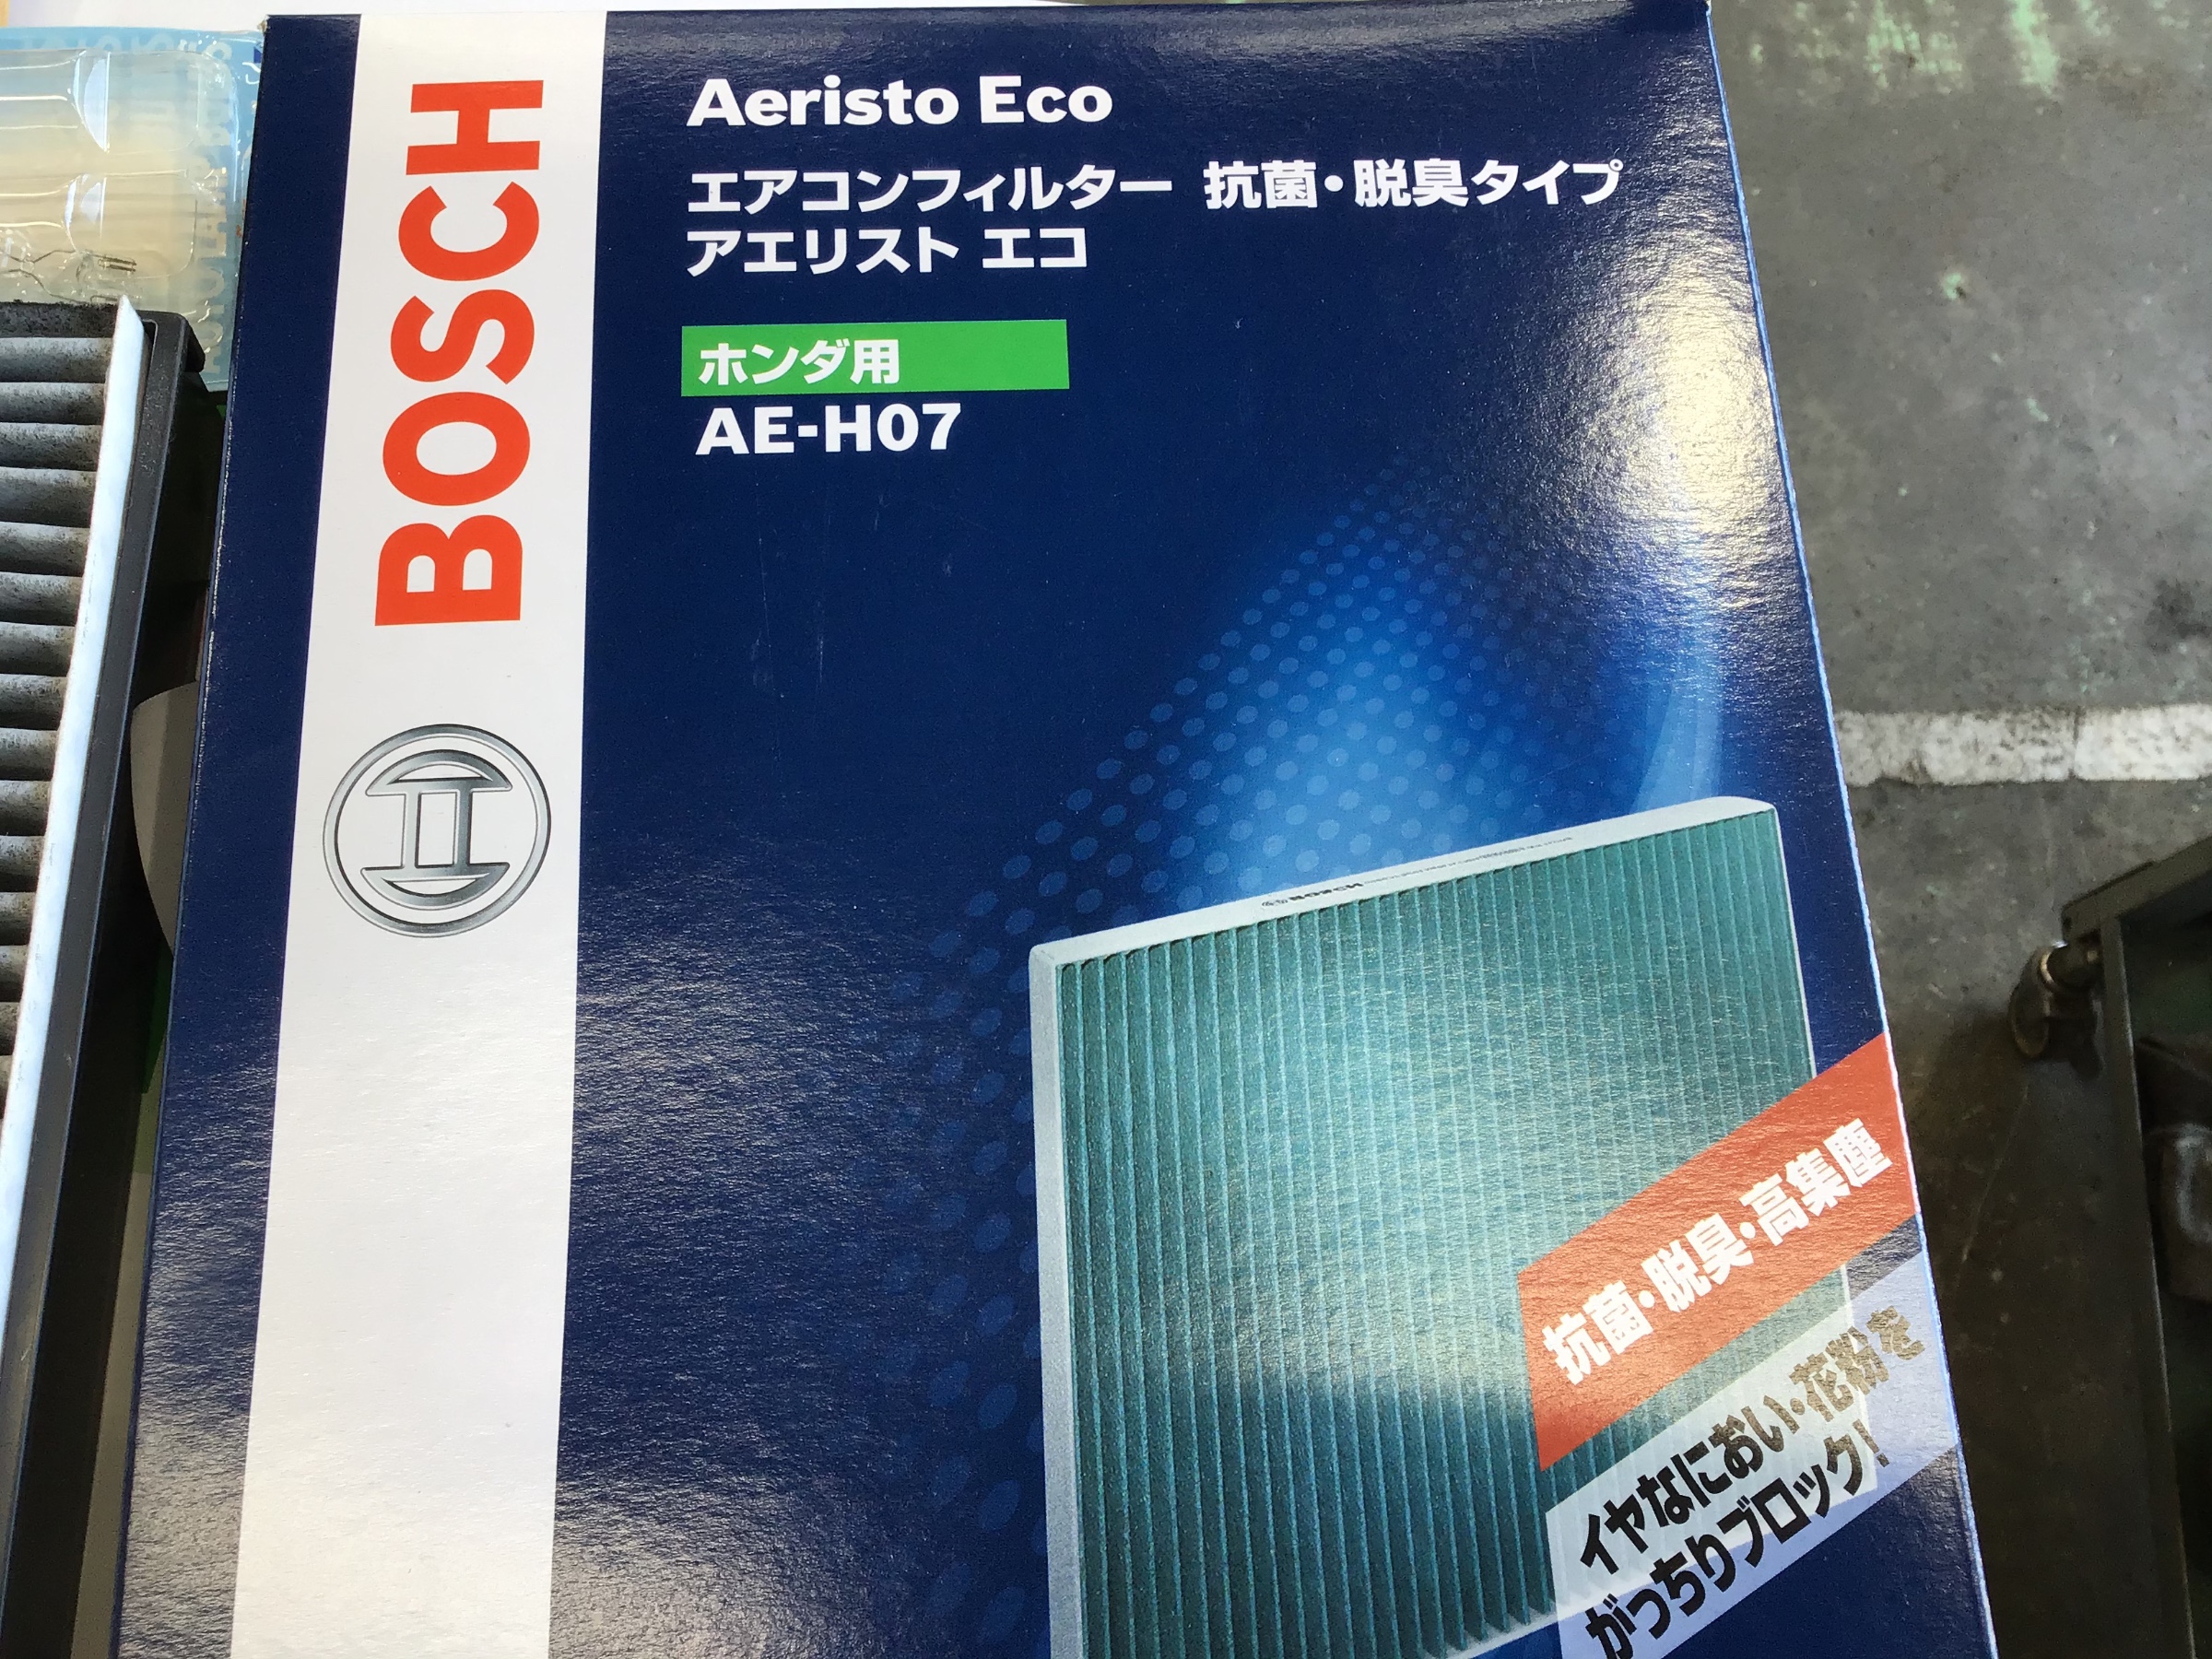 BOSCH
Aeristo Eco
エアコンフィルター 抗菌・脱臭タイプ
アエリスト エコ
ホンダ用
AE-H07
BOSCH
抗菌・脱臭・高集塵
イヤなにおい・花粉を
がっちりブロック!